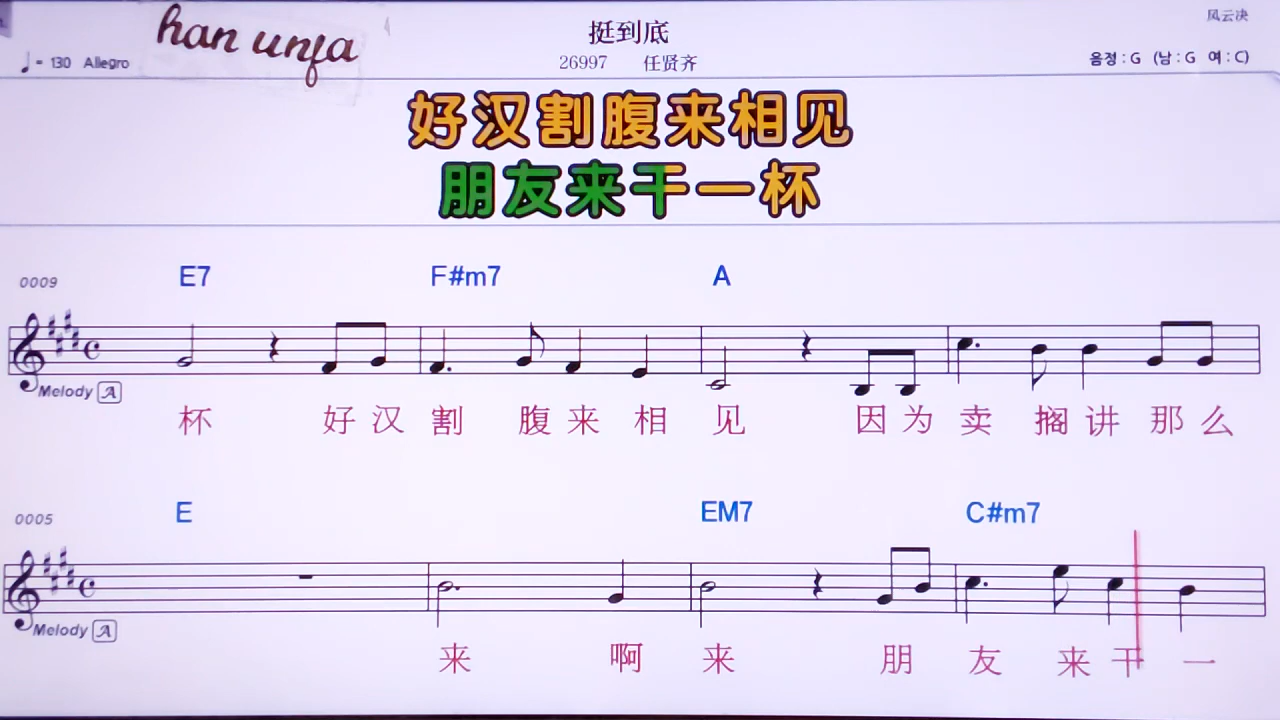 han unfa
挺到底
风云决
♩= 130 Allegro
26997 任贤齐
음정 : G (남 : G 여 : C)
好汉割腹来相见
朋友来干一杯
0009
E7 F#m7 A
Melody A
杯 好汉割 腹来相见 因为卖 搁讲那么
0005
E EM7 C#m7
Melody A
来 啊 来 朋友 来干一